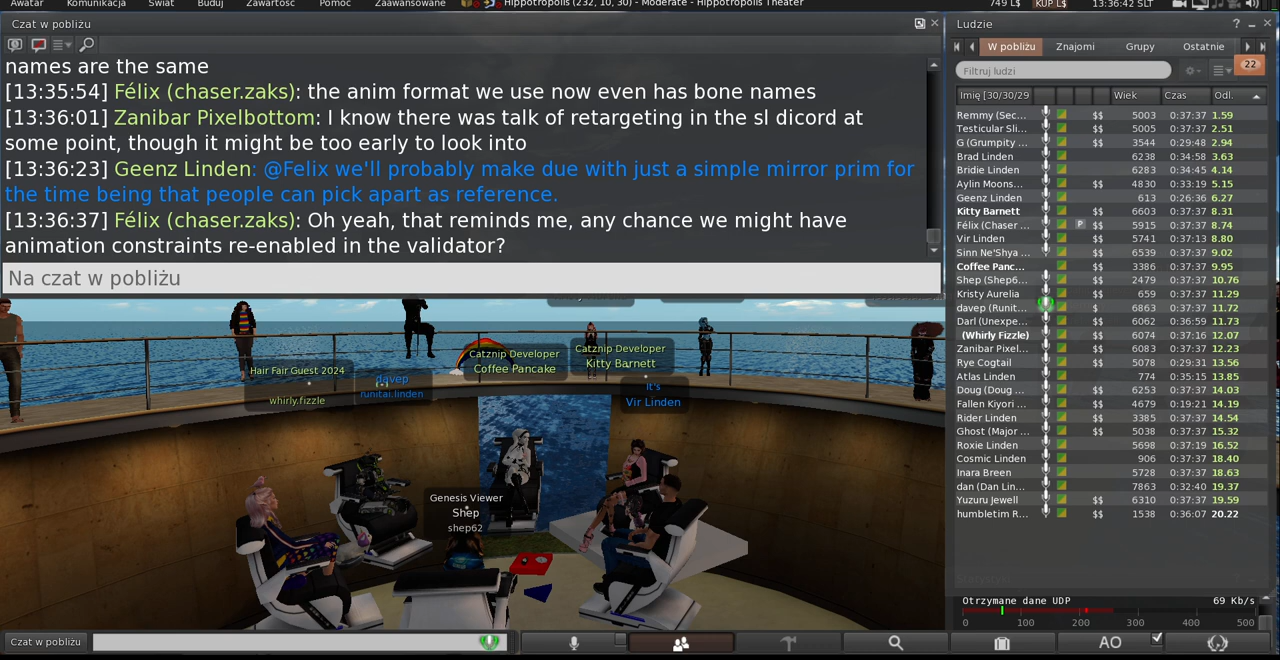 Awatar Komunikacja Świat Buduj Zawartość Pomoc Zaawansowane Hippotropolis (232, 10, 30) - Moderate - Hippotropolis Theater 749 L$ KUP L$ 13:36:42 SLT
Czat w pobliżu
names are the same
[13:35:54] Félix (chaser.zaks): the anim format we use now even has bone names
[13:36:01] Zanibar Pixelbottom: I know there was talk of retargeting in the sl dicord at
some point, though it might be too early to look into
[13:36:23] Geenz Linden: @Felix we'll probably make due with just a simple mirror prim for
the time being that people can pick apart as reference.
[13:36:37] Félix (chaser.zaks): Oh yeah, that reminds me, any chance we might have
animation constraints re-enabled in the validator?
Na czat w pobliżu
Hair Fair Guest 2024
whirly.fizzle
davep
runitai.linden
Catznip Developer
Coffee Pancake
Catznip Developer
Kitty Barnett
It's
Vir Linden
Genesis Viewer
Shep
shep62
Czat w pobliżu
Ludzie
W pobliżu Znajomi Grupy Ostatnie
22
Filtruj ludzi
Imię [30/30/29 Wiek Czas Odl.
Remmy (Sec... $$ 5003 0:37:37 1.59
Testicular Sli... $$ 5005 0:37:37 2.51
G (Grumpity ... $$ 3544 0:29:48 2.94
Brad Linden 6238 0:34:58 3.63
Bridie Linden 6283 0:34:45 4.14
Aylin Moons... $$ 4830 0:33:19 5.15
Geenz Linden 613 0:26:36 6.27
Kitty Barnett $$ 6603 0:37:37 8.31
Félix (Chaser ... P $$ 5915 0:37:37 8.74
Vir Linden $$ 5741 0:37:13 8.80
Sinn Ne'Shya ... $$ 6539 0:37:37 9.02
Coffee Panc... $$ 3386 0:37:37 9.95
Shep (Shep6... $$ 2479 0:37:37 10.76
Kristy Aurelia $$ 659 0:37:37 11.29
davep (Runit... $ 6863 0:37:37 11.72
Darl (Unexpe... $$ 6062 0:36:59 11.73
(Whirly Fizzle) $$ 6074 0:37:16 12.07
Zanibar Pixel... $$ 6083 0:37:37 12.23
Rye Cogtail $$ 5078 0:29:31 13.56
Atlas Linden 774 0:35:15 13.85
Doug (Doug ... $$ 6253 0:37:37 14.03
Fallen Kiyori ... $$ 4679 0:19:21 14.19
Rider Linden $$ 3385 0:37:37 14.54
Ghost (Major ... $$ 5038 0:37:37 15.32
Roxie Linden 5698 0:37:19 16.52
Cosmic Linden 906 0:37:37 18.40
Inara Breen 5728 0:37:37 18.63
dan (Dan Lin... 7863 0:32:40 19.37
Yuzuru Jewell $$ 6310 0:37:37 19.59
humbletim R... $$ 1538 0:36:07 20.22
Otrzymane dane UDP 69 Kb/s
0 100 200 300 400 500
AO